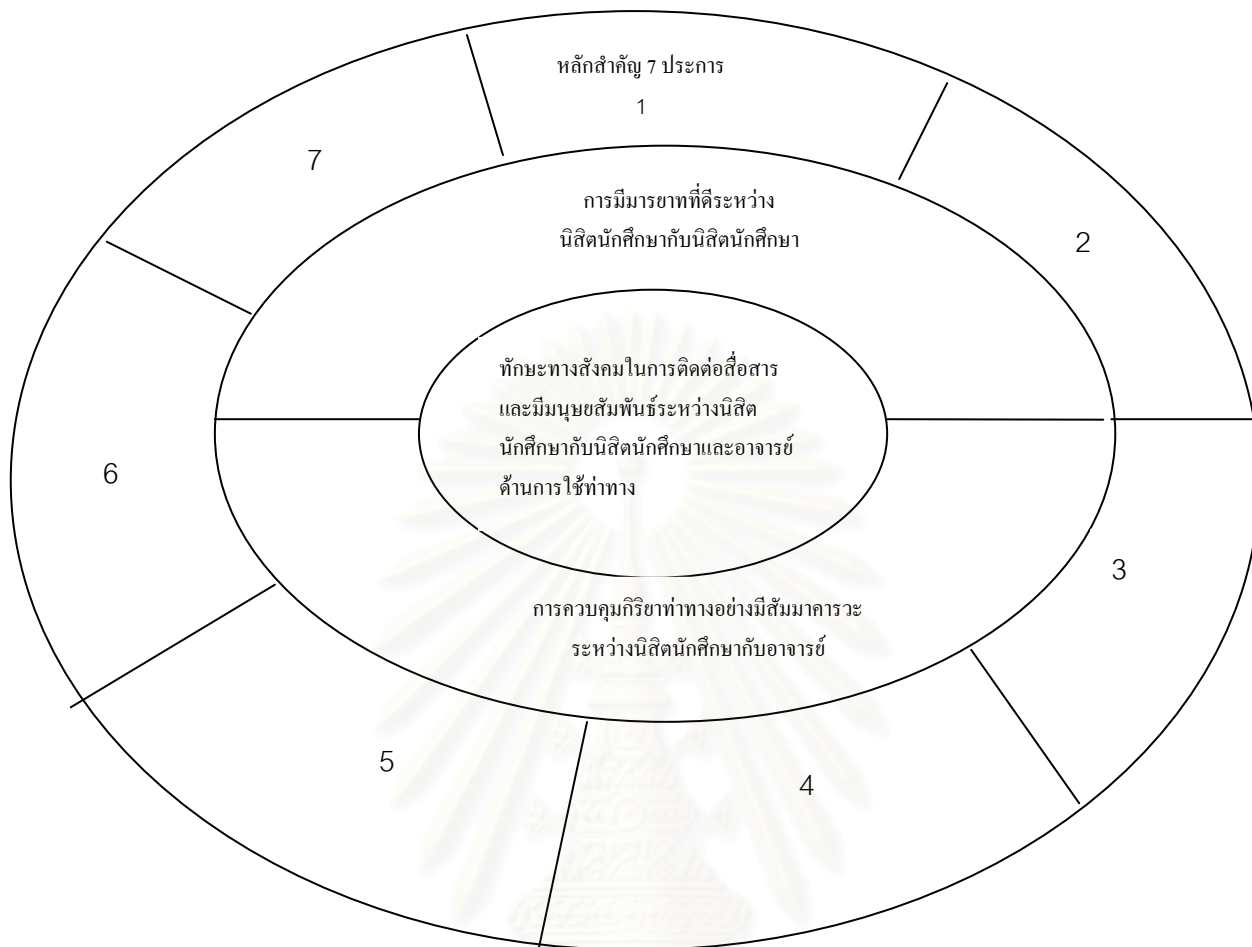 หลักสำคัญ 7 ประการ
1
7
การมีมารยาทที่ดีระหว่าง
นิสิตนักศึกษากับนิสิตนักศึกษา
2
ทักษะทางสังคมในการติดต่อสื่อสาร
และมีมนุษยสัมพันธ์ระหว่างนิสิต
นักศึกษากับนิสิตนักศึกษาและอาจารย์
ด้านการใช้ท่าทาง
6
3
การควบคุมกิริยาท่าทางอย่างมีสัมมาคารวะ
ระหว่างนิสิตนักศึกษากับอาจารย์
5
4